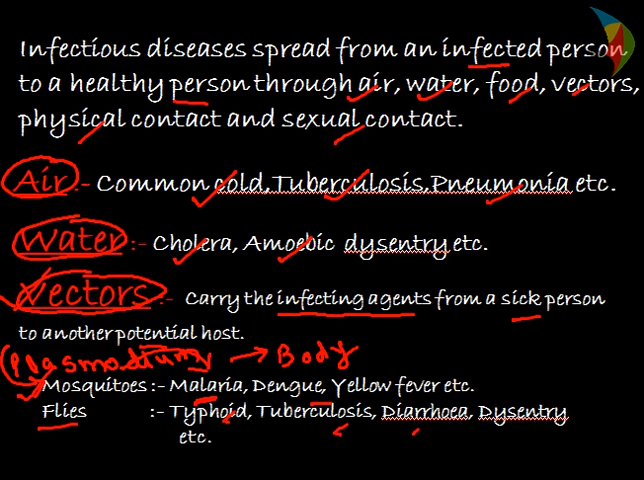 Infectious diseases spread from an infected person
to a healthy person through air, water, food, vectors,
physical contact and sexual contact.
Air :- Common cold, Tuberculosis, Pneumonia etc.
Water :- Cholera, Amoebic dysentry etc.
Vectors :- Carry the infecting agents from a sick person
to another potential host.
Plasmodium → Body
Mosquitoes :- Malaria, Dengue, Yellow fever etc.
Flies :- Typhoid, Tuberculosis, Diarrhoea, Dysentry
etc.